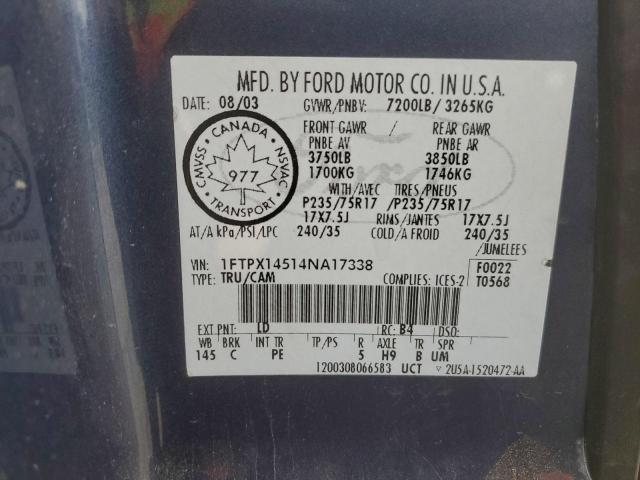 MFD. BY FORD MOTOR CO. IN U.S.A.
DATE: 08/03 GVWR/PNBV: 7200LB/ 3265KG
FRONT GAWR / REAR GAWR
PNBE AV PNBE AR
3750LB 3850LB
1700KG 1746KG
WITH/AVEC TIRES/PNEUS
P235/75R17 /P235/75R17
17X7.5J RIMS/JANTES 17X7.5J
AT/A kPa/PSI/LPC 240/35 COLD/A FROID 240/35
/JUMELEES
CANADA
CMVSS NSVAC
977
TRANSPORT
Ford
VIN: 1FTPX14514NA17338 F0022
TYPE: TRU/CAM COMPLIES: ICES-2 T0568
EXT PNT: LD RC: B4 DSO:
WB BRK INT TR TP/PS R AXLE TR SPR
145 C PE 5 H9 B UM
1200308066583 UCT ▽ 2U5A-1520472-AA